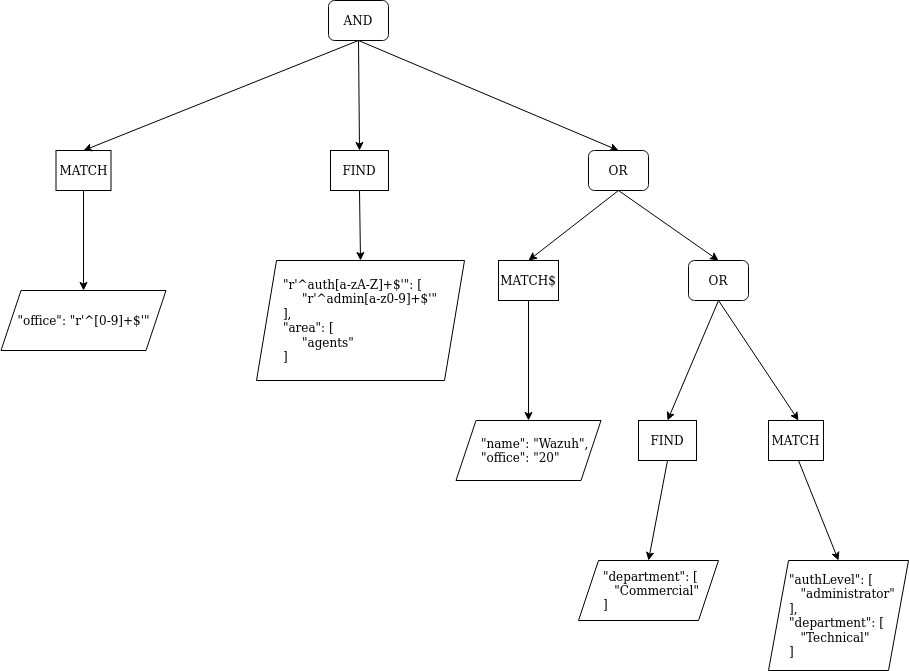 AND
MATCH
FIND
OR
"office": "r'^[0-9]+$'"
"r'^auth[a-zA-Z]+$'": [
"r'^admin[a-z0-9]+$'"
],
"area": [
"agents"
]
MATCH$
OR
"name": "Wazuh",
"office": "20"
FIND
MATCH
"department": [
"Commercial"
]
"authLevel": [
"administrator"
],
"department": [
"Technical"
]